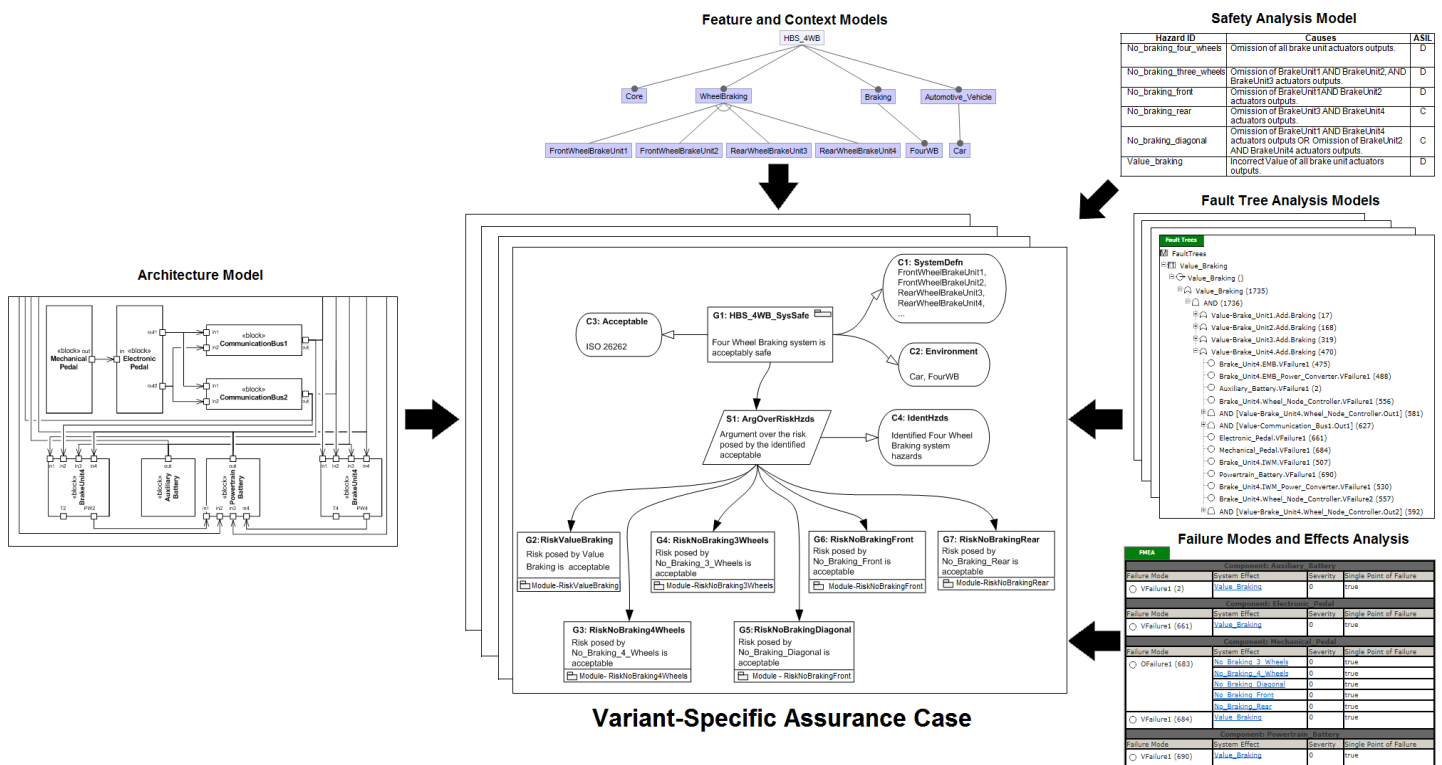 Feature and Context Models
HBS_4WB
Core
WheelBraking
Braking
Automotive_Vehicle
FrontWheelBrakeUnit1
FrontWheelBrakeUnit2
RearWheelBrakeUnit3
RearWheelBrakeUnit4
FourWB
Car
Safety Analysis Model
Hazard ID Causes ASIL
No_braking_four_wheels Omission of all brake unit actuators outputs. D
No_braking_three_wheels Omission of BrakeUnit1 AND BrakeUnit2, AND D
BrakeUnit3 actuators outputs.
No_braking_front Omission of BrakeUnit1AND BrakeUnit2 D
actuators outputs.
No_braking_rear Omission of BrakeUnit3 AND BrakeUnit4 C
actuators outputs.
Omission of BrakeUnit1 AND BrakeUnit4
No_braking_diagonal actuators outputs OR Omission of BrakeUnit2 C
AND BrakeUnit4 actuators outputs.
Value_braking Incorrect Value of all brake unit actuators D
outputs.
Architecture Model
«block»
Mechanical
Pedal
out
in
«block»
Electronic
Pedal
out1
out2
in1
in2
«block»
CommunicationBus1
out
in1
in2
«block»
CommunicationBus2
out
in1 in2 in3 in4
«block»
BrakeUnit4
T2 PW2
out
«block»
Auxiliary
Battery
out
«block»
Powertrain
Battery
in1 in2 in3 in4
in1 in2 in3 in4
«block»
BrakeUnit4
T4 PW4
C1: SystemDefn
FrontWheelBrakeUnit1,
FrontWheelBrakeUnit2,
RearWheelBrakeUnit3,
RearWheelBrakeUnit4,
...
C3: Acceptable
ISO 26262
G1: HBS_4WB_SysSafe
Four Wheel Braking system is
acceptably safe
C2: Environment
Car, FourWB
S1: ArgOverRiskHzds
Argument over the risk
posed by the identified
acceptable
C4: IdentHzds
Identified Four Wheel
Braking system
hazards
G2:RiskValueBraking
Risk posed by Value
Braking is acceptable
Module-RiskValueBraking
G4: RiskNoBraking3Wheels
Risk posed by
No_Braking_3_Wheels is
acceptable
Module-RiskNoBraking3Wheels
G6: RiskNoBrakingFront
Risk posed by
No_Braking_Front is
acceptable
Module-RiskNoBrakingFront
G7: RiskNoBrakingRear
Risk posed by
No_Braking_Rear is
acceptable
Module-RiskNoBrakingRear
G3: RiskNoBraking4Wheels
Risk posed by
No_Braking_4_Wheels is
acceptable
Module- RiskNoBraking4Wheels
G5: RiskNoBrakingDiagonal
Risk posed by
No_Braking_Diagonal is
acceptable
Module - RiskNoBrakingFront
Variant-Specific Assurance Case
Fault Tree Analysis Models
Fault Trees
FaultTrees
Value_Braking
Value_Braking ()
Value_Braking (1735)
AND (1736)
Value-Brake_Unit1.Add.Braking (17)
Value-Brake_Unit2.Add.Braking (168)
Value-Brake_Unit3.Add.Braking (319)
Value-Brake_Unit4.Add.Braking (470)
Brake_Unit4.EMB.VFailure1 (475)
Brake_Unit4.EMB_Power_Converter.VFailure1 (488)
Auxiliary_Battery.VFailure1 (2)
Brake_Unit4.Wheel_Node_Controller.VFailure1 (556)
AND [Value-Brake_Unit4.Wheel_Node_Controller.Out1] (581)
AND [Value-Communication_Bus1.Out1] (627)
Electronic_Pedal.VFailure1 (661)
Mechanical_Pedal.VFailure1 (684)
Brake_Unit4.IWM.VFailure1 (507)
Powertrain_Battery.VFailure1 (690)
Brake_Unit4.IWM_Power_Converter.VFailure1 (530)
Brake_Unit4.Wheel_Node_Controller.VFailure2 (557)
AND [Value-Brake_Unit4.Wheel_Node_Controller.Out2] (592)
Failure Modes and Effects Analysis
FMEA
Component: Auxiliary_Battery
Failure Mode System Effect Severity Single Point of Failure
VFailure1 (2) Value_Braking 0 true
Component: Electronic_Pedal
Failure Mode System Effect Severity Single Point of Failure
VFailure1 (661) Value_Braking 0 true
Component: Mechanical_Pedal
Failure Mode System Effect Severity Single Point of Failure
OFailure1 (683) No_Braking_3_Wheels 0 true
No_Braking_4_Wheels 0 true
No_Braking_Diagonal 0 true
No_Braking_Front 0 true
No_Braking_Rear 0 true
VFailure1 (684) Value_Braking 0 true
Component: Powertrain_Battery
Failure Mode System Effect Severity Single Point of Failure
VFailure1 (690) Value_Braking 0 true